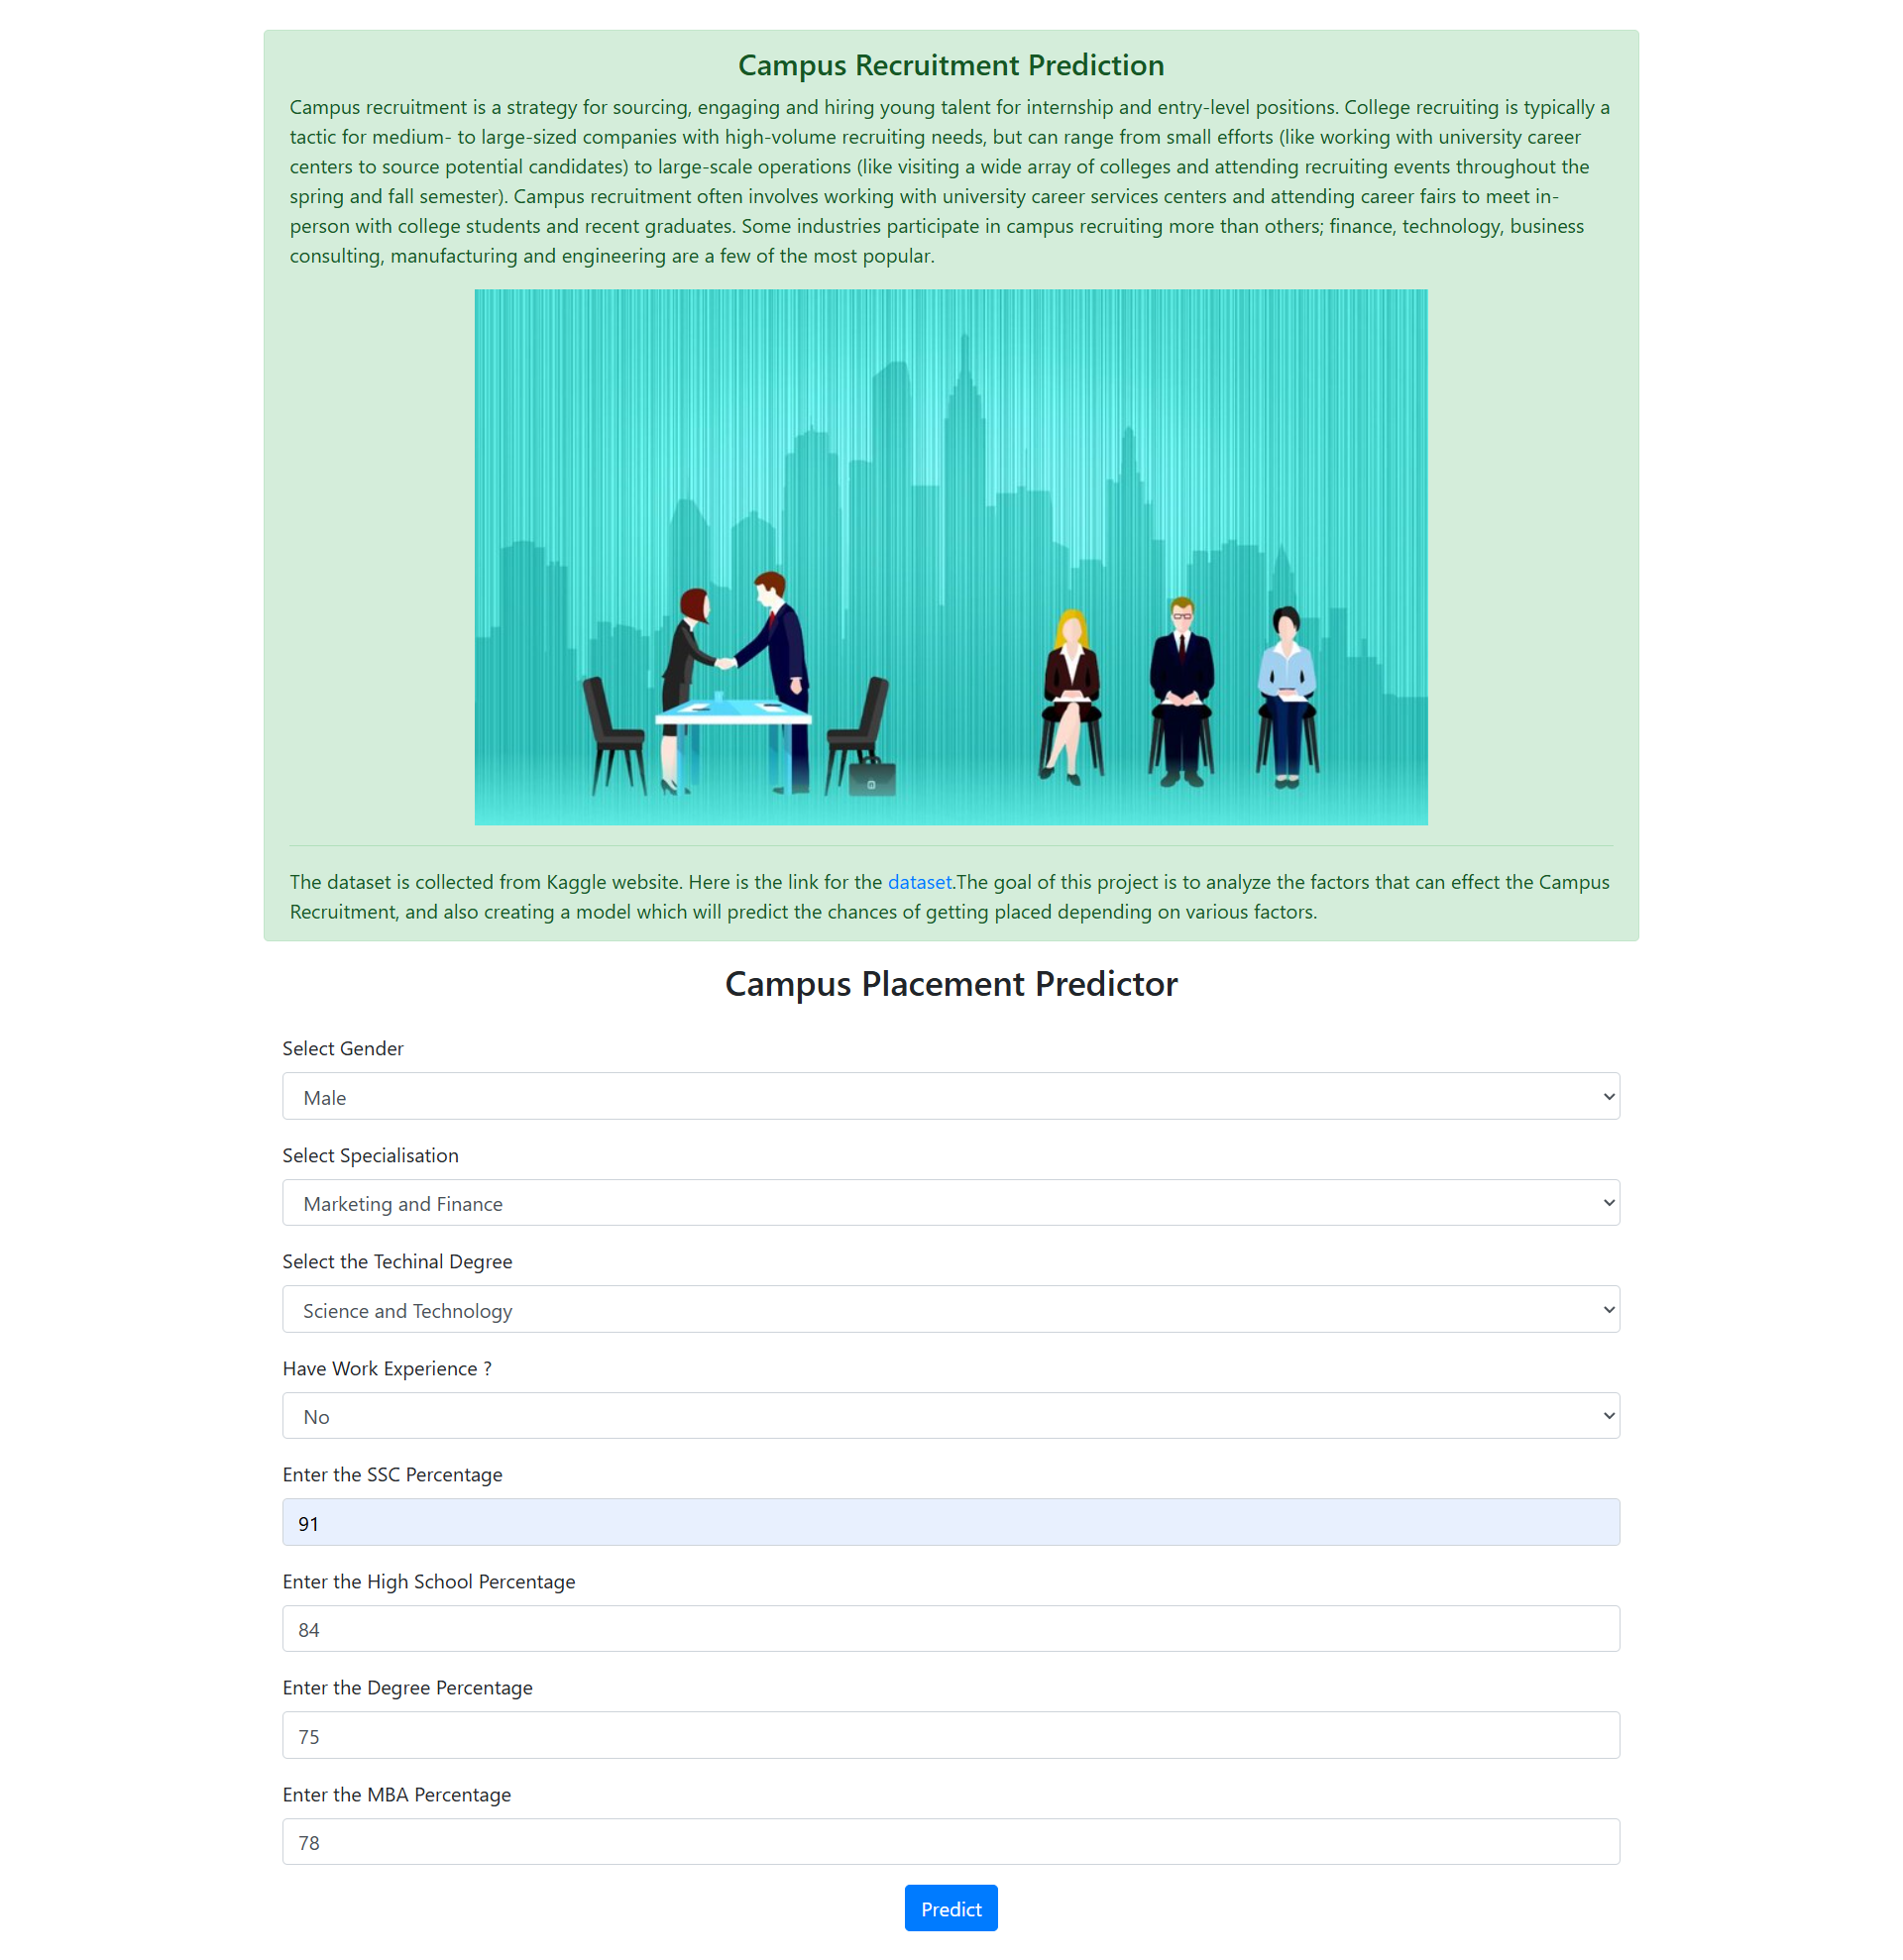 Campus Recruitment Prediction
Campus recruitment is a strategy for sourcing, engaging and hiring young talent for internship and entry-level positions. College recruiting is typically a
tactic for medium- to large-sized companies with high-volume recruiting needs, but can range from small efforts (like working with university career
centers to source potential candidates) to large-scale operations (like visiting a wide array of colleges and attending recruiting events throughout the
spring and fall semester). Campus recruitment often involves working with university career services centers and attending career fairs to meet in-
person with college students and recent graduates. Some industries participate in campus recruiting more than others; finance, technology, business
consulting, manufacturing and engineering are a few of the most popular.
The dataset is collected from Kaggle website. Here is the link for the dataset.The goal of this project is to analyze the factors that can effect the Campus
Recruitment, and also creating a model which will predict the chances of getting placed depending on various factors.
Campus Placement Predictor
Select Gender
Male
Select Specialisation
Marketing and Finance
Select the Techinal Degree
Science and Technology
Have Work Experience ?
No
Enter the SSC Percentage
91
Enter the High School Percentage
84
Enter the Degree Percentage
75
Enter the MBA Percentage
78
Predict